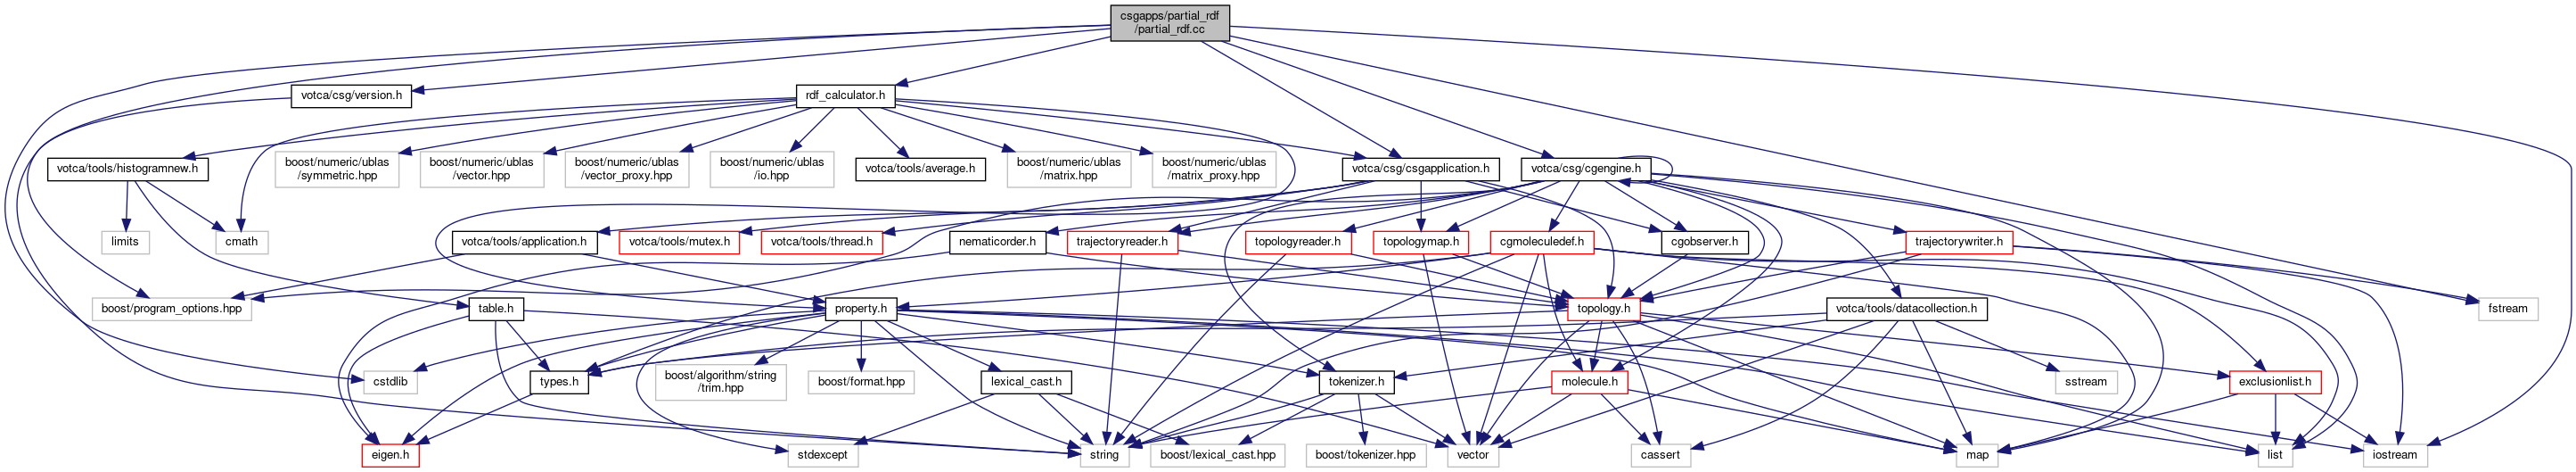 csgapps/partial_rdf
/partial_rdf.cc
votca/csg/version.h
rdf_calculator.h
votca/tools/histogramnew.h
boost/numeric/ublas
/symmetric.hpp
boost/numeric/ublas
/vector.hpp
boost/numeric/ublas
/vector_proxy.hpp
boost/numeric/ublas
/io.hpp
votca/tools/average.h
boost/numeric/ublas
/matrix.hpp
boost/numeric/ublas
/matrix_proxy.hpp
votca/csg/csgapplication.h
votca/csg/cgengine.h
limits
cmath
votca/tools/application.h
votca/tools/mutex.h
votca/tools/thread.h
nematicorder.h
trajectoryreader.h
topologyreader.h
topologymap.h
cgmoleculedef.h
cgobserver.h
trajectorywriter.h
boost/program_options.hpp
table.h
property.h
topology.h
votca/tools/datacollection.h
fstream
cstdlib
types.h
boost/algorithm/string
/trim.hpp
boost/format.hpp
lexical_cast.h
tokenizer.h
molecule.h
sstream
exclusionlist.h
eigen.h
stdexcept
string
boost/lexical_cast.hpp
boost/tokenizer.hpp
vector
cassert
map
list
iostream